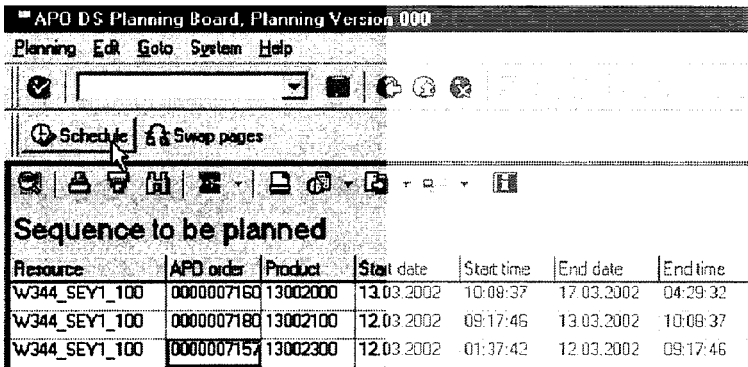 APO DS Planning Board, Planning Version 000
Planning Edit Goto System Help
Schedule Swap pages
Sequence to be planned
Resource APO order Product Start date Start time End date End time
W344_SEY1_100 0000007160 13002000 13.03.2002 10:09:37 17.03.2002 04:29:32
W344_SEY1_100 0000007180 13002100 12.03.2002 09:17:46 13.03.2002 10:08:37
W344_SEY1_100 0000007157 13002300 12.03.2002 01:37:42 12.03.2002 09:17:46